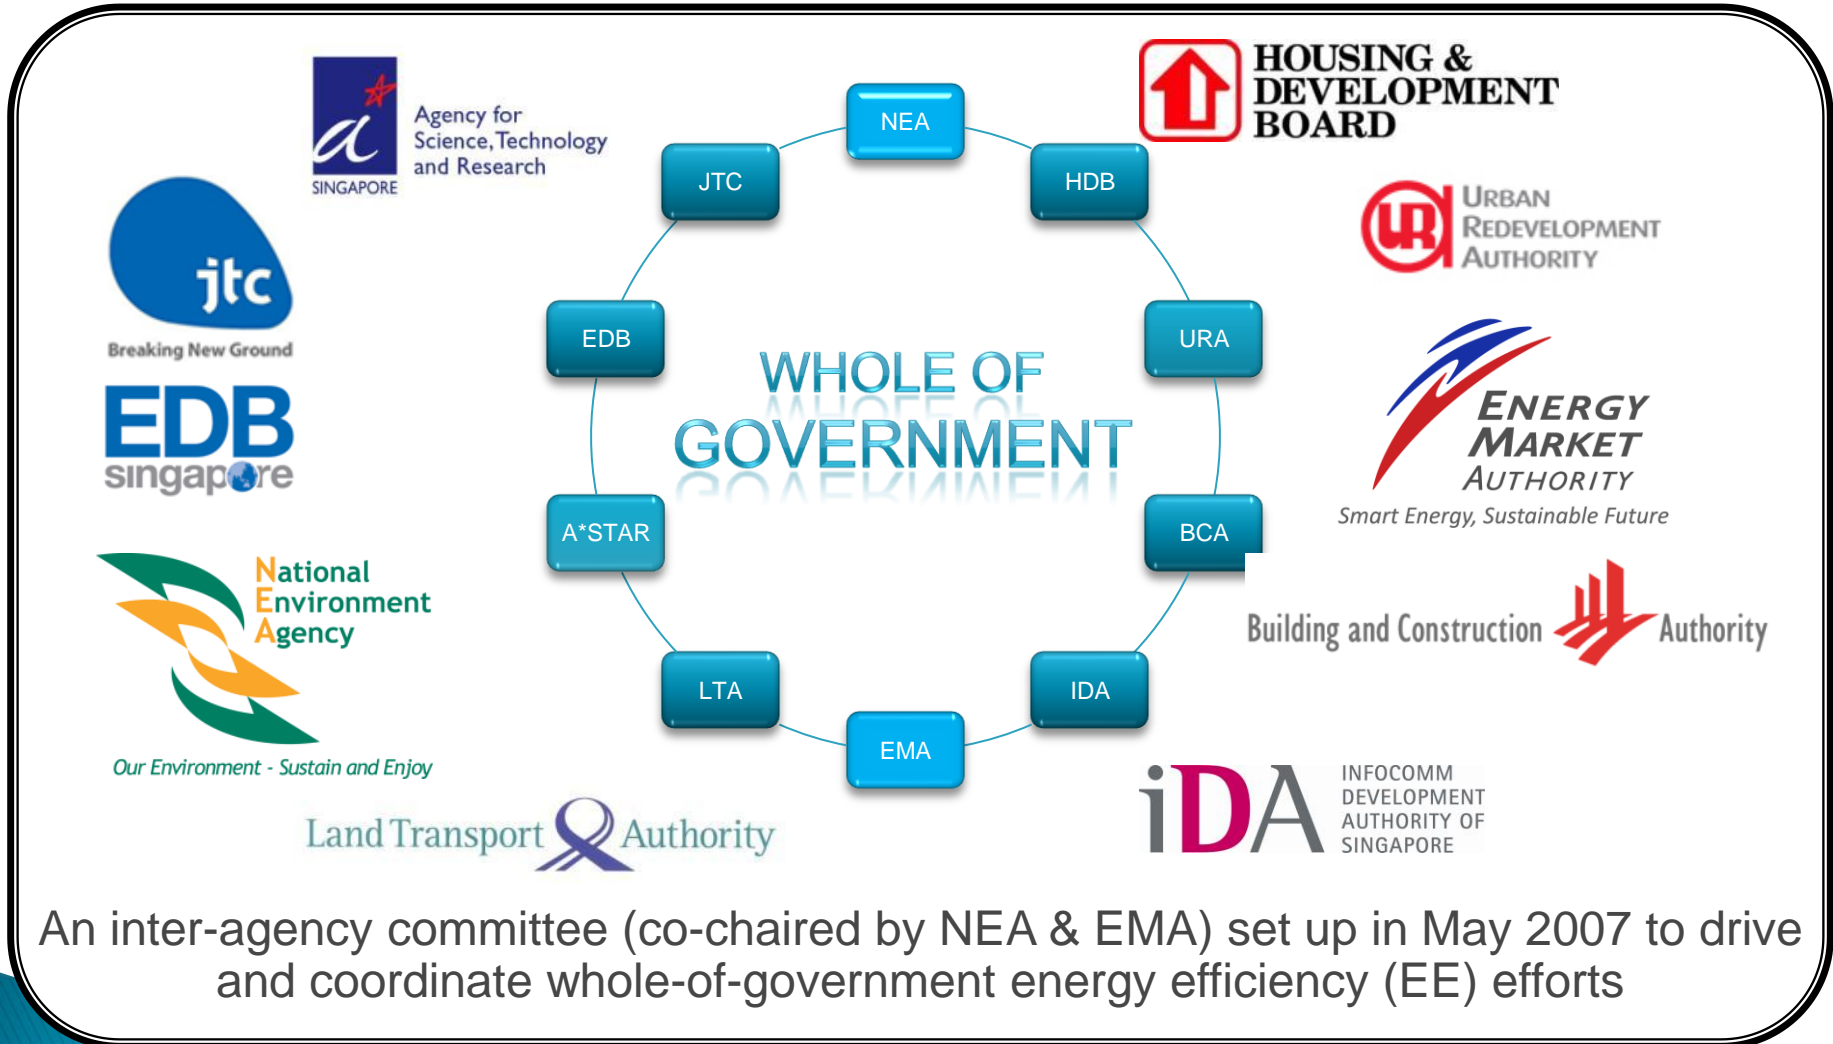 SINGAPORE
Agency for
Science, Technology
and Research
HOUSING &
DEVELOPMENT
BOARD
NEA
JTC
HDB
jtc
Breaking New Ground
URBAN
REDEVELOPMENT
AUTHORITY
EDB
URA
WHOLE OF
GOVERNMENT
EDB
singapore
ENERGY
MARKET
AUTHORITY
Smart Energy, Sustainable Future
A*STAR
BCA
National
Environment
Agency
Our Environment - Sustain and Enjoy
Building and Construction Authority
LTA
IDA
EMA
Land Transport Authority
iDA
INFOCOMM
DEVELOPMENT
AUTHORITY OF
SINGAPORE
An inter-agency committee (co-chaired by NEA & EMA) set up in May 2007 to drive
and coordinate whole-of-government energy efficiency (EE) efforts